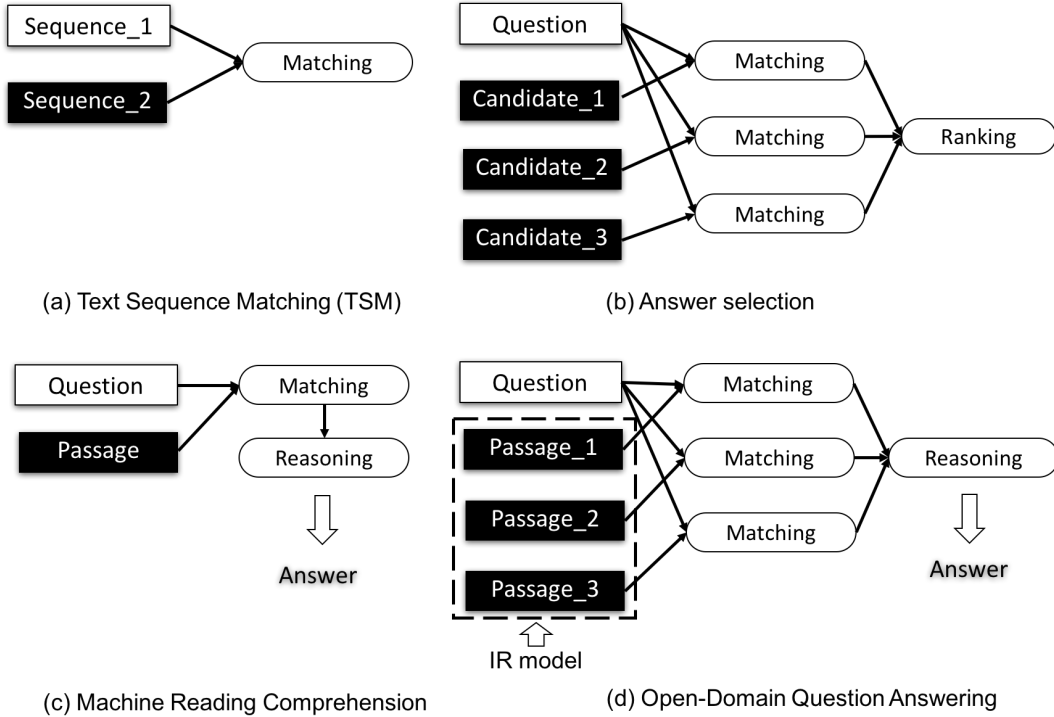 Sequence_1
Sequence_2
Matching
(a) Text Sequence Matching (TSM)
Question
Candidate_1
Candidate_2
Candidate_3
Matching
Matching
Matching
Ranking
(b) Answer selection
Question
Passage
Matching
Reasoning
Answer
(c) Machine Reading Comprehension
Question
Passage_1
Passage_2
Passage_3
IR model
Matching
Matching
Matching
Reasoning
Answer
(d) Open-Domain Question Answering